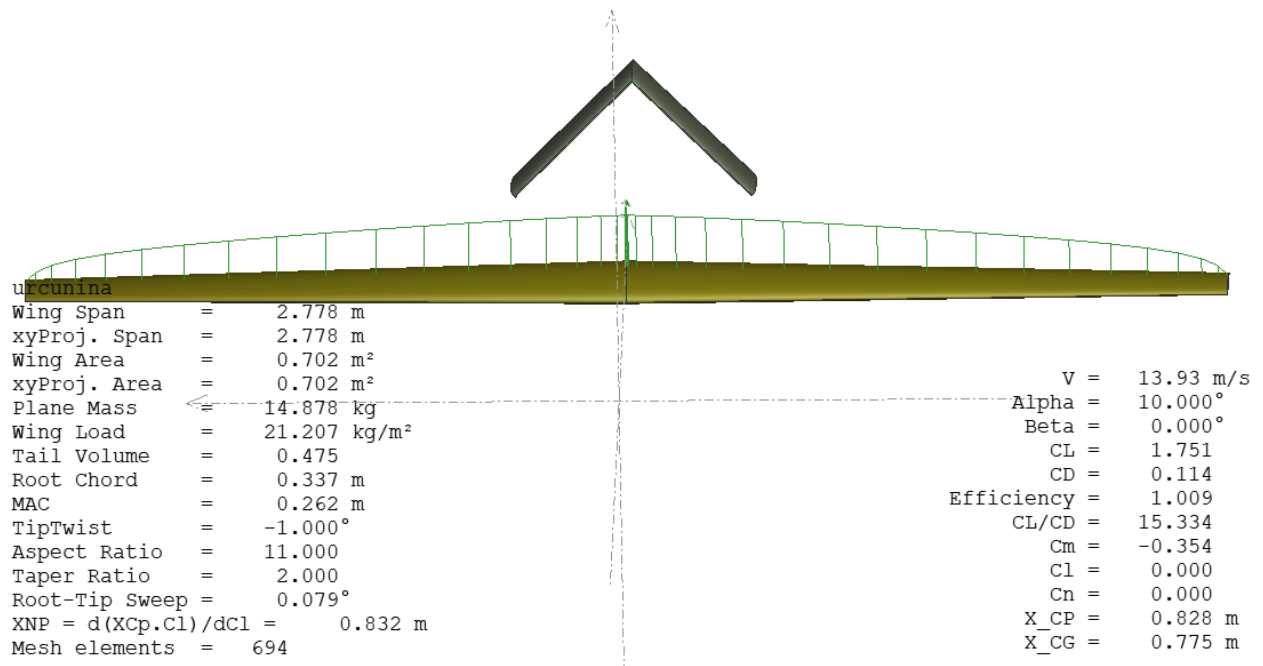 urcunina
Wing Span = 2.778 m
xyProj. Span = 2.778 m
Wing Area = 0.702 m²
xyProj. Area = 0.702 m²
Plane Mass = 14.878 kg
Wing Load = 21.207 kg/m²
Tail Volume = 0.475
Root Chord = 0.337 m
MAC = 0.262 m
TipTwist = -1.000°
Aspect Ratio = 11.000
Taper Ratio = 2.000
Root-Tip Sweep = 0.079°
XNP = d(XCp.Cl)/dCl = 0.832 m
Mesh elements = 694
V = 13.93 m/s
Alpha = 10.000°
Beta = 0.000°
CL = 1.751
CD = 0.114
Efficiency = 1.009
CL/CD = 15.334
Cm = -0.354
Cl = 0.000
Cn = 0.000
X_CP = 0.828 m
X_CG = 0.775 m